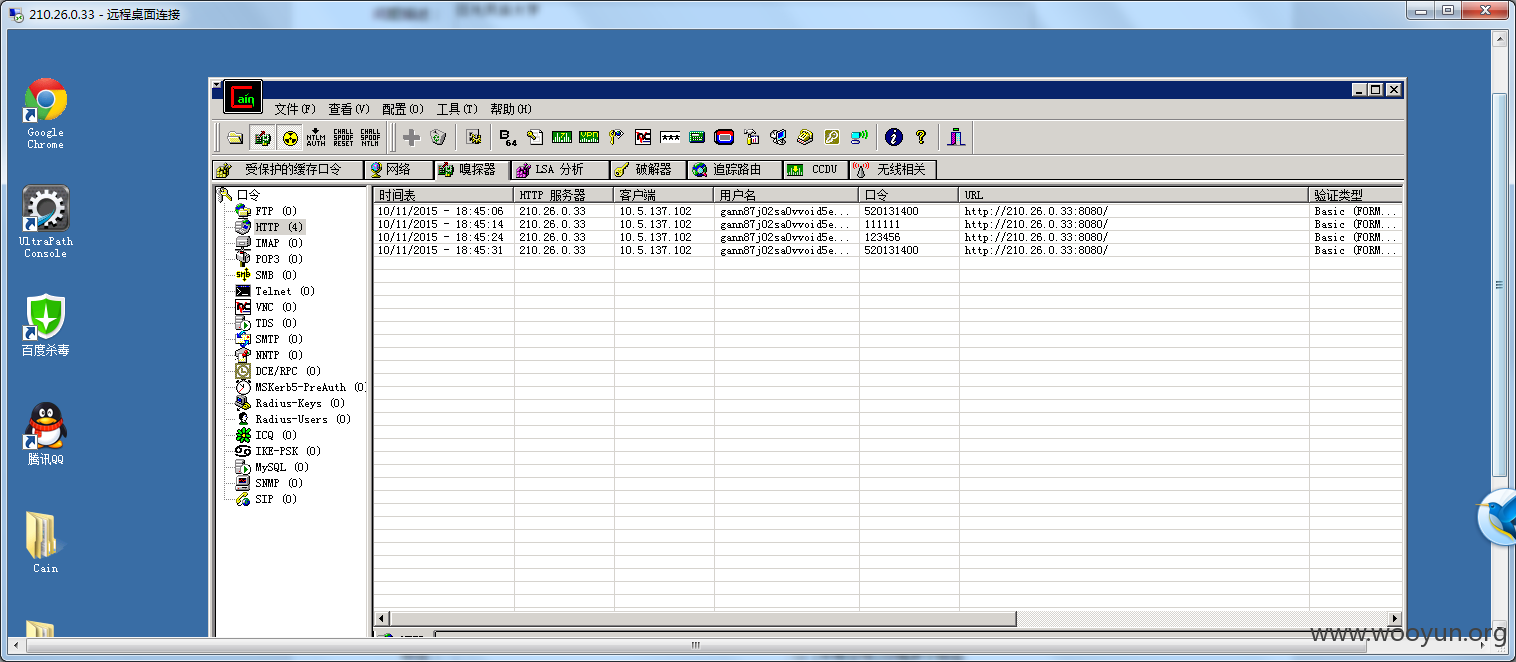 210.26.0.33 - 远程桌面连接
Google Chrome
UltraPath Console
百度杀毒
腾讯QQ
Cain
Cain
文件(F) 查看(V) 配置(O) 工具(T) 帮助(H)
NTLM AUTH CHALL SPOOF RESET CHALL SPOOF NTLM B64
受保护的缓存口令 网络 嗅探器 LSA 分析 破解器 追踪路由 CCDU 无线相关
口令
FTP (0)
HTTP (4)
IMAP (0)
POP3 (0)
SMB (0)
Telnet (0)
VNC (0)
TDS (0)
SMTP (0)
NNTP (0)
DCE/RPC (0)
MSKerb5-PreAuth (0)
Radius-Keys (0)
Radius-Users (0)
ICQ (0)
IKE-PSK (0)
MySQL (0)
SNMP (0)
SIP (0)
时间表 HTTP 服务器 客户端 用户名 口令 URL 验证类型
10/11/2015 - 18:45:06 210.26.0.33 10.5.137.102 gann87j02sa0vvoid5e... 520131400 http://210.26.0.33:8080/ Basic (FORM...
10/11/2015 - 18:45:14 210.26.0.33 10.5.137.102 gann87j02sa0vvoid5e... 111111 http://210.26.0.33:8080/ Basic (FORM...
10/11/2015 - 18:45:24 210.26.0.33 10.5.137.102 gann87j02sa0vvoid5e... 123456 http://210.26.0.33:8080/ Basic (FORM...
10/11/2015 - 18:45:31 210.26.0.33 10.5.137.102 gann87j02sa0vvoid5e... 520131400 http://210.26.0.33:8080/ Basic (FORM...
www.wooyun.org